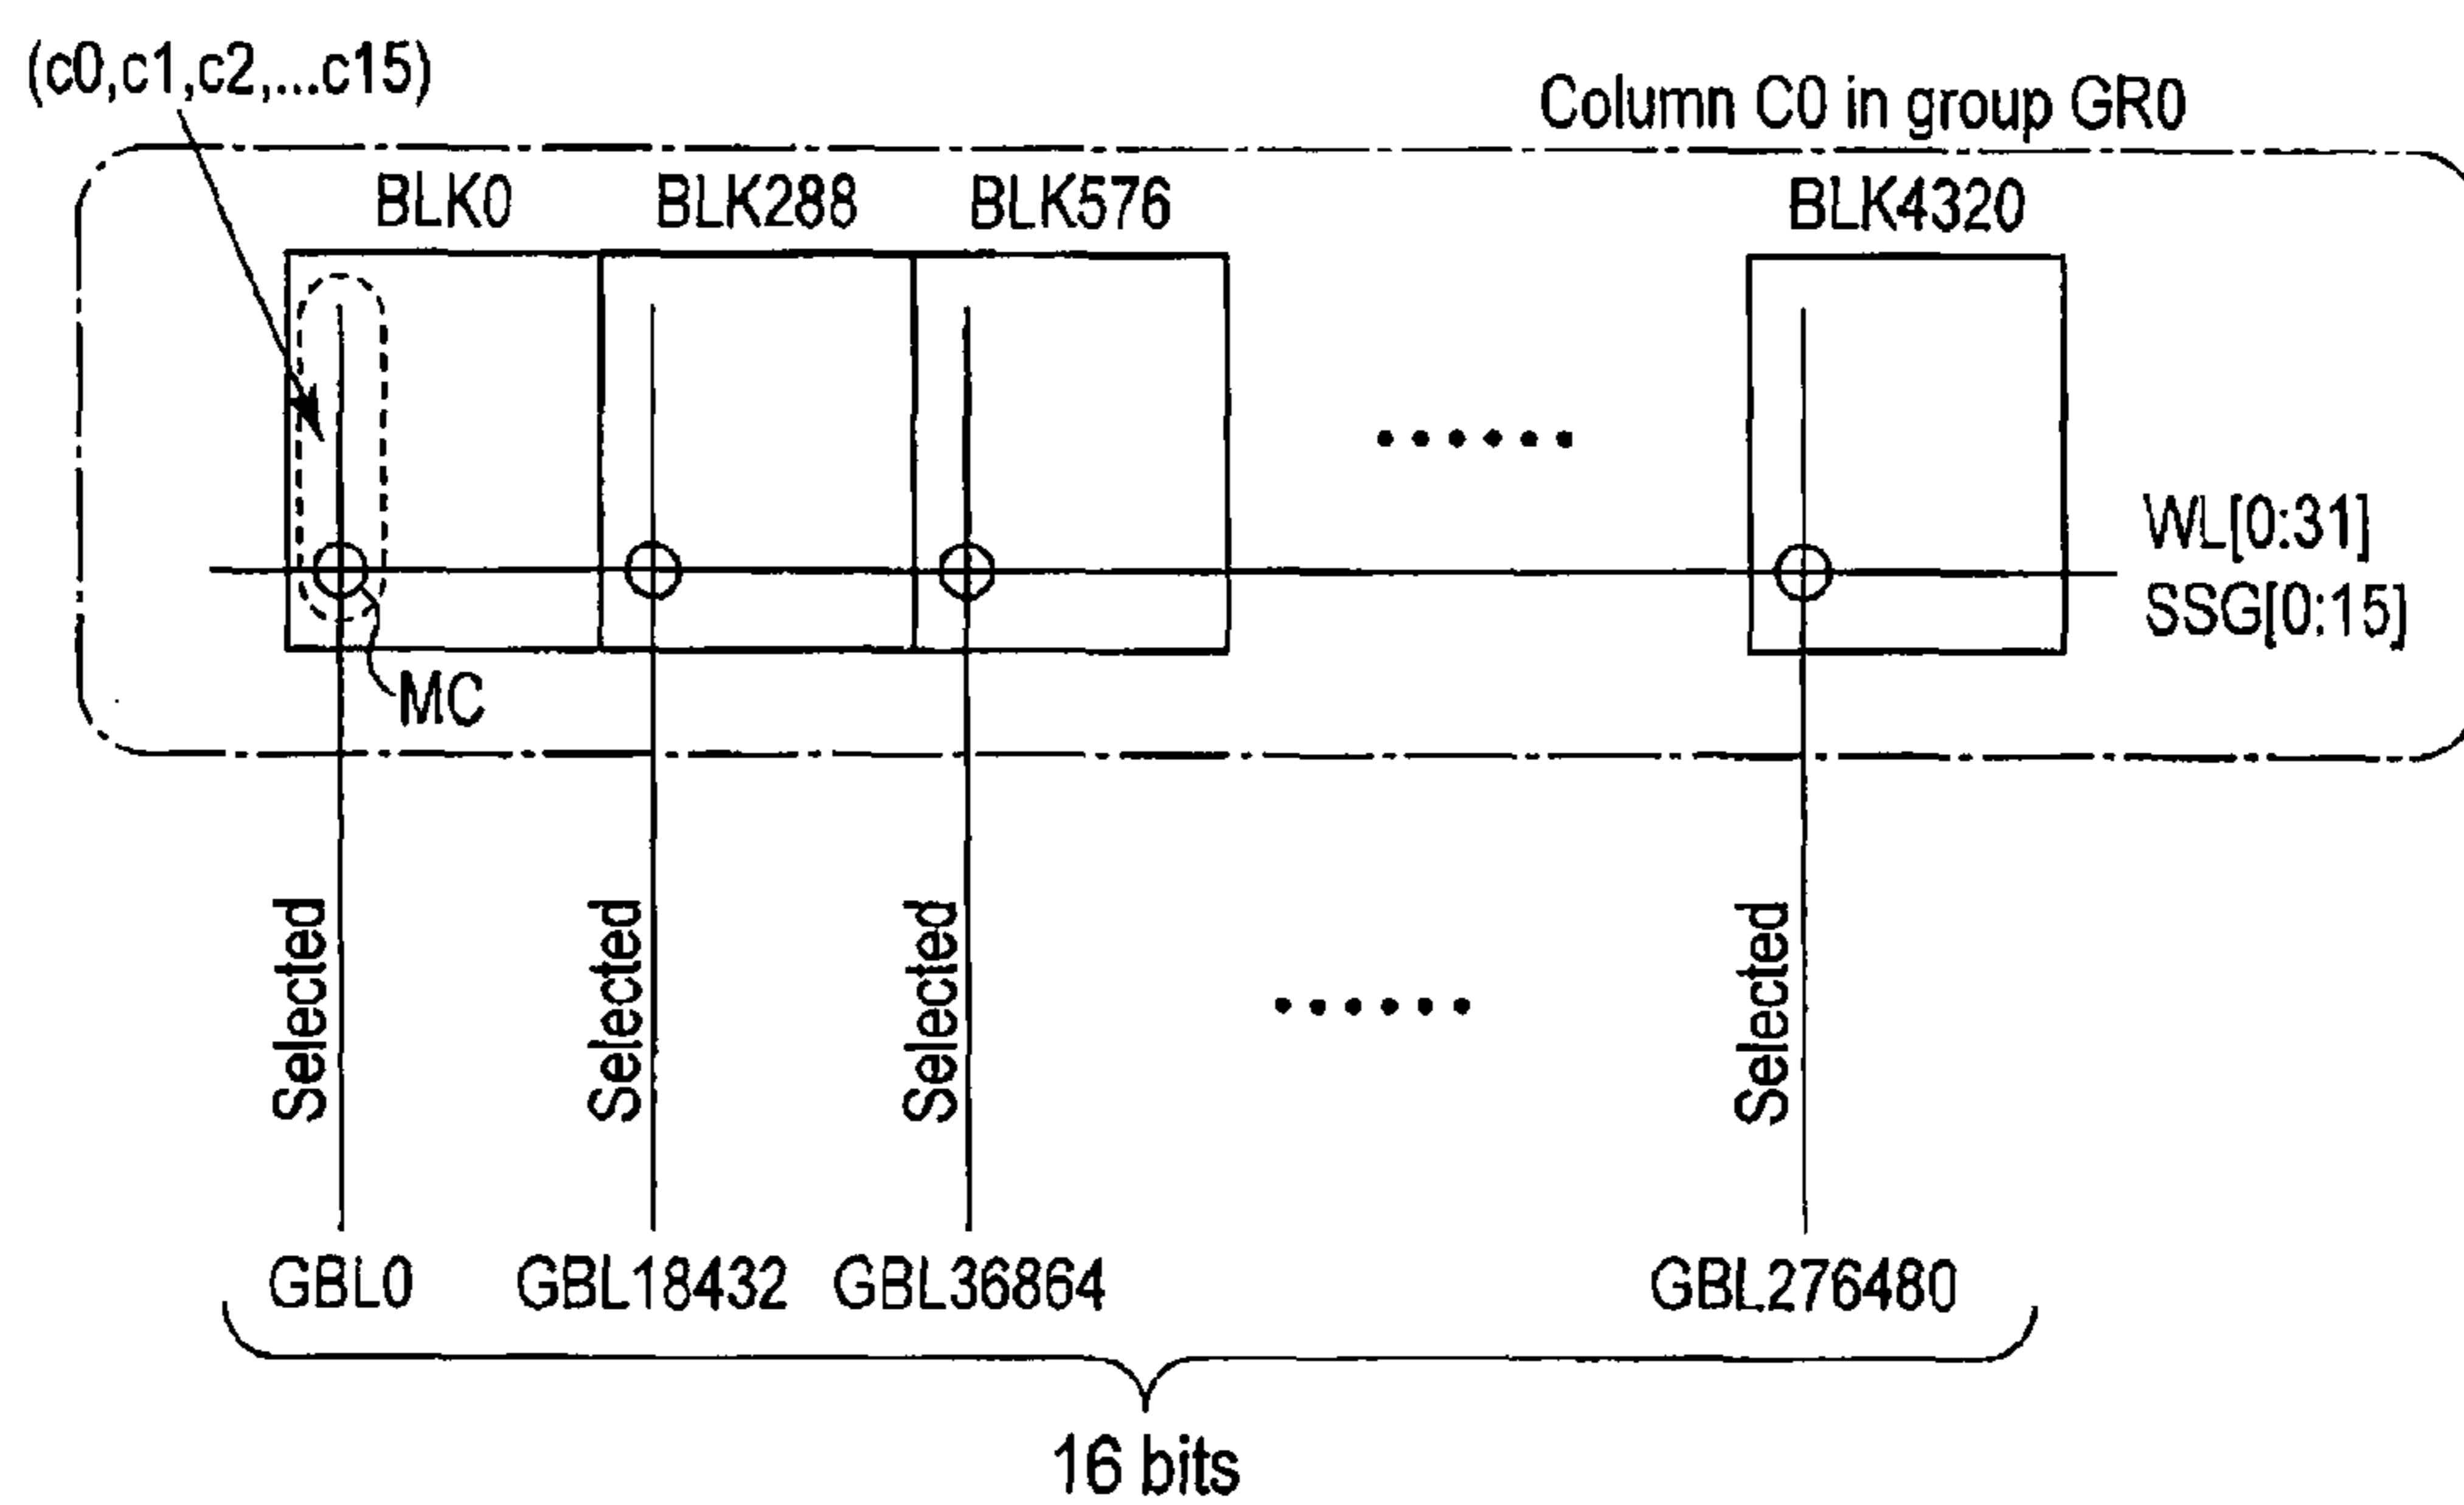 (c0,c1,c2,...c15)
Column C0 in group GR0
BLK0
BLK288
BLK576
BLK4320
WL[0:31]
SSG[0:15]
MC
Selected
Selected
Selected
Selected
GBL0
GBL18432
GBL36864
GBL276480
16 bits